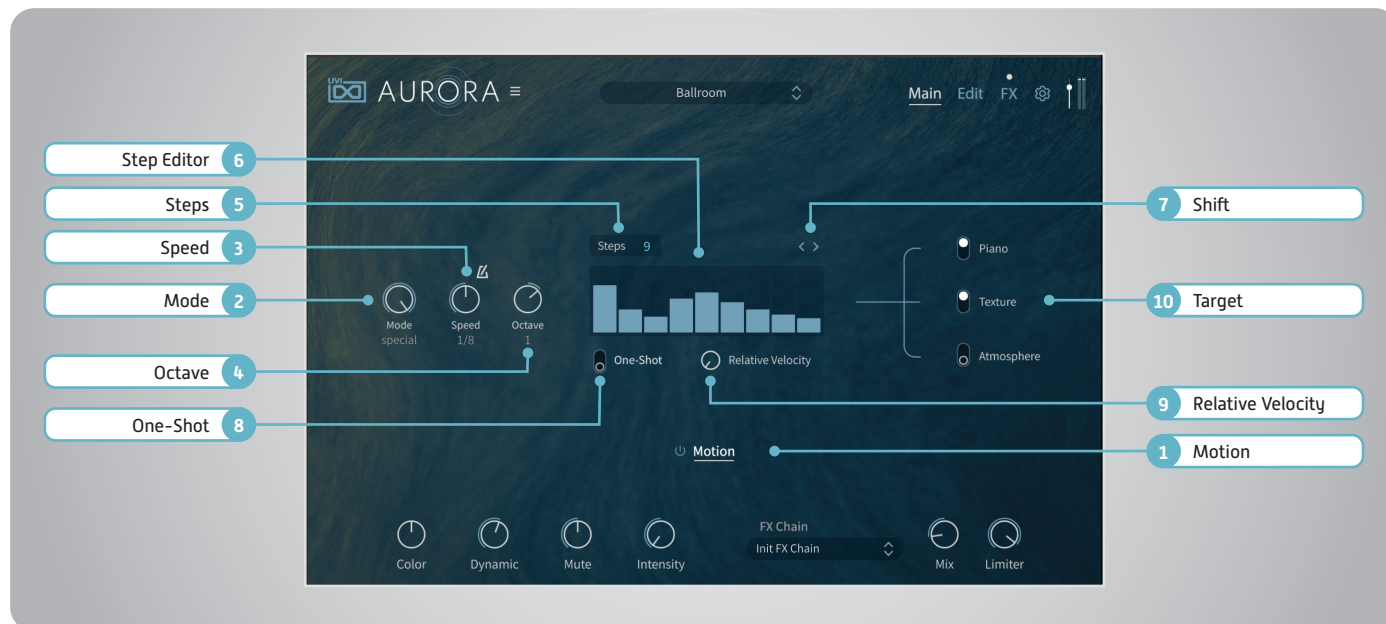 UVI
AURORA
Ballroom
Main Edit FX
Step Editor 6
Steps 5
Speed 3
Mode 2
Octave 4
One-Shot 8
Steps 9
Mode
special
Speed
1/8
Octave
1
One-Shot
Relative Velocity
Piano
Texture
Atmosphere
7 Shift
10 Target
9 Relative Velocity
1 Motion
Motion
Color
Dynamic
Mute
Intensity
FX Chain
Init FX Chain
Mix
Limiter